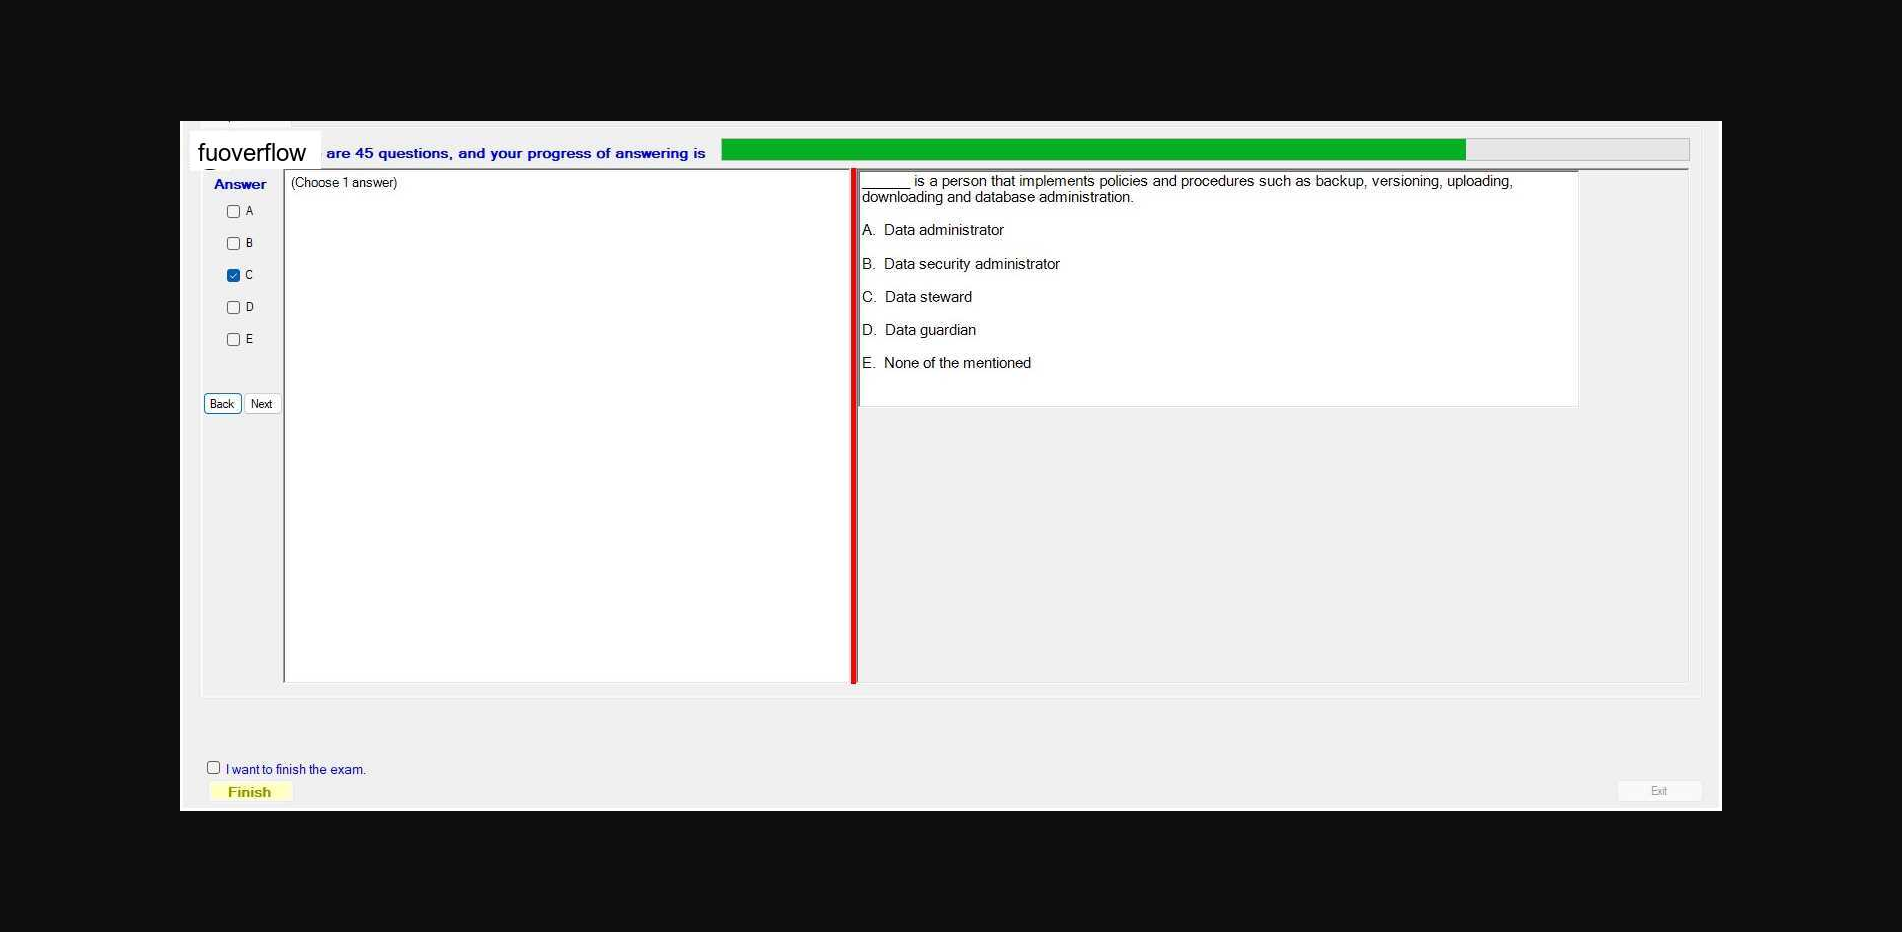 fuoverflow are 45 questions, and your progress of answering is
Answer
(Choose 1 answer)
A
B
C
D
E
Back Next
______ is a person that implements policies and procedures such as backup, versioning, uploading,
downloading and database administration.
A. Data administrator
B. Data security administrator
C. Data steward
D. Data guardian
E. None of the mentioned
I want to finish the exam.
Finish
Exit